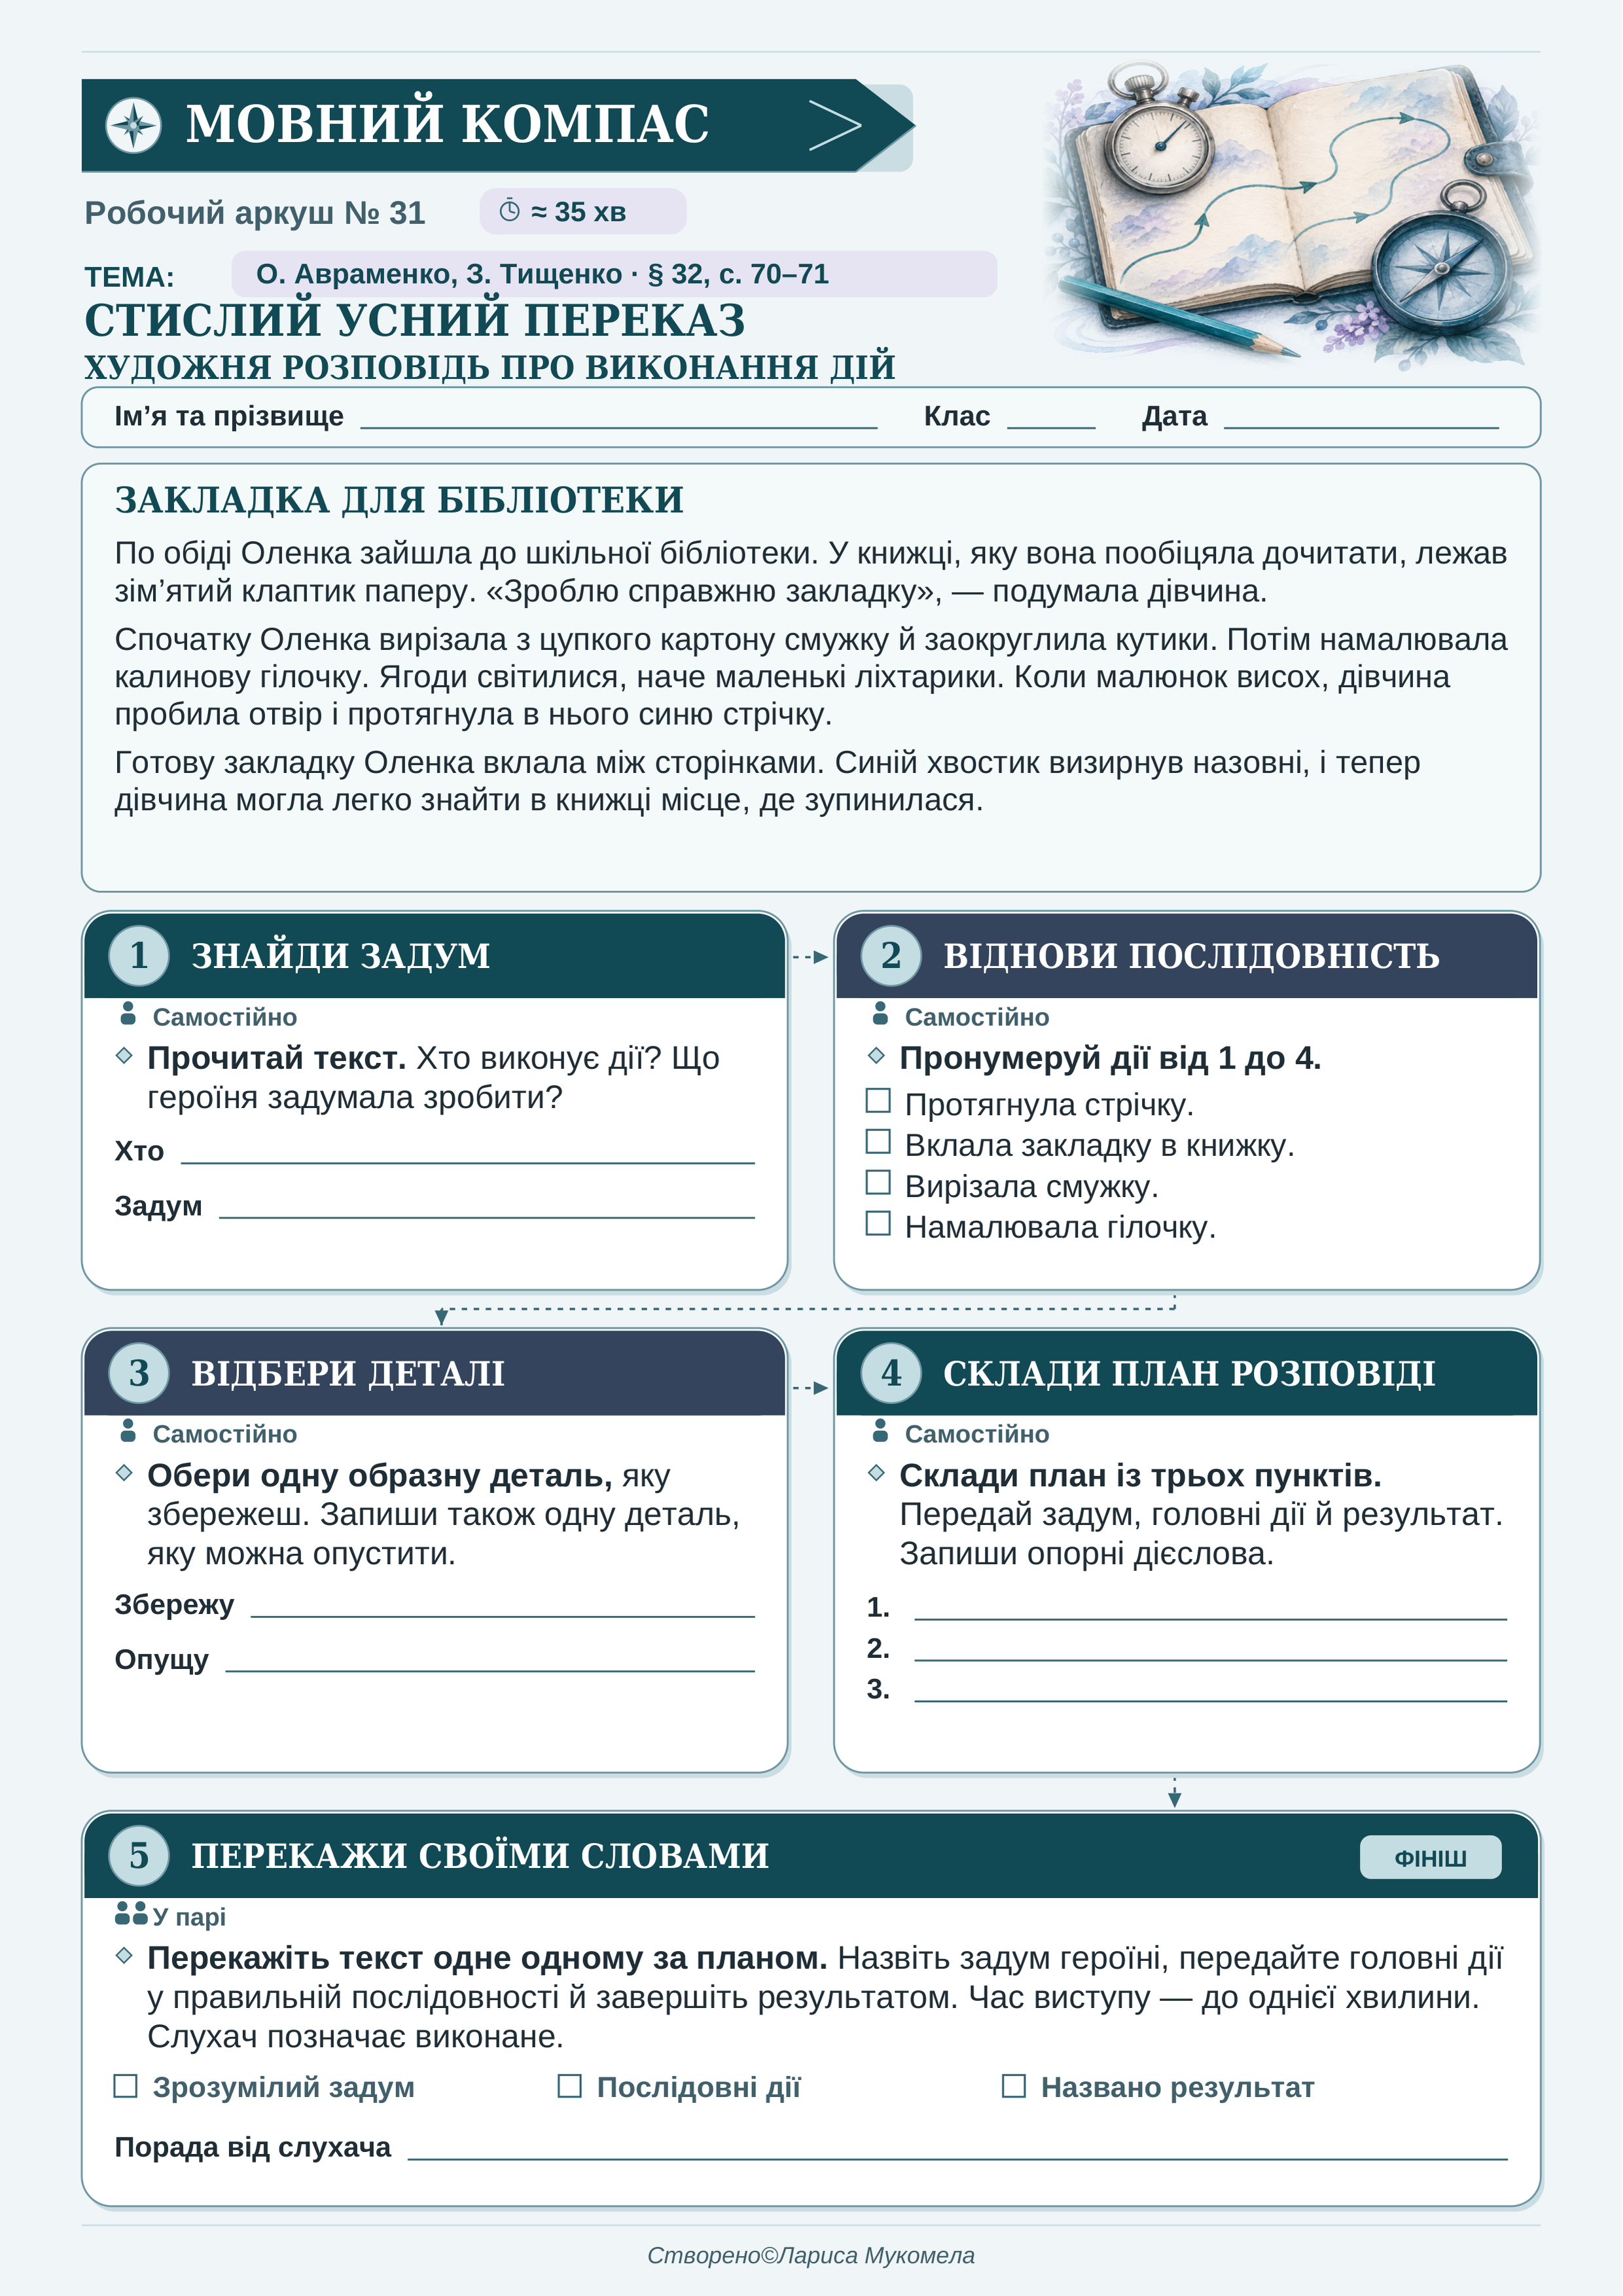 МОВНИЙ КОМПАС
Робочий аркуш № 31
≈ 35 хв
ТЕМА:
О. Авраменко, З. Тищенко · § 32, с. 70–71
СТИСЛИЙ УСНИЙ ПЕРЕКАЗ
ХУДОЖНЯ РОЗПОВІДЬ ПРО ВИКОНАННЯ ДІЙ
Ім’я та прізвище Клас Дата
ЗАКЛАДКА ДЛЯ БІБЛІОТЕКИ
По обіді Оленка зайшла до шкільної бібліотеки. У книжці, яку вона пообіцяла дочитати, лежав
зім’ятий клаптик паперу. «Зроблю справжню закладку», — подумала дівчина.
Спочатку Оленка вирізала з цупкого картону смужку й заокруглила кутики. Потім намалювала
калинову гілочку. Ягоди світилися, наче маленькі ліхтарики. Коли малюнок висох, дівчина
пробила отвір і протягнула в нього синю стрічку.
Готову закладку Оленка вклала між сторінками. Синій хвостик визирнув назовні, і тепер
дівчина могла легко знайти в книжці місце, де зупинилася.
1 ЗНАЙДИ ЗАДУМ
Самостійно
Прочитай текст. Хто виконує дії? Що
героїня задумала зробити?
Хто
Задум
2 ВІДНОВИ ПОСЛІДОВНІСТЬ
Самостійно
Пронумеруй дії від 1 до 4.
Протягнула стрічку.
Вклала закладку в книжку.
Вирізала смужку.
Намалювала гілочку.
3 ВІДБЕРИ ДЕТАЛІ
Самостійно
Обери одну образну деталь, яку
збережеш. Запиши також одну деталь,
яку можна опустити.
Збережу
Опущу
4 СКЛАДИ ПЛАН РОЗПОВІДІ
Самостійно
Склади план із трьох пунктів.
Передай задум, головні дії й результат.
Запиши опорні дієслова.
1.
2.
3.
5 ПЕРЕКАЖИ СВОЇМИ СЛОВАМИ
ФІНІШ
У парі
Перекажіть текст одне одному за планом. Назвіть задум героїні, передайте головні дії
у правильній послідовності й завершіть результатом. Час виступу — до однієї хвилини.
Слухач позначає виконане.
Зрозумілий задум Послідовні дії Названо результат
Порада від слухача
Створено©Лариса Мукомела